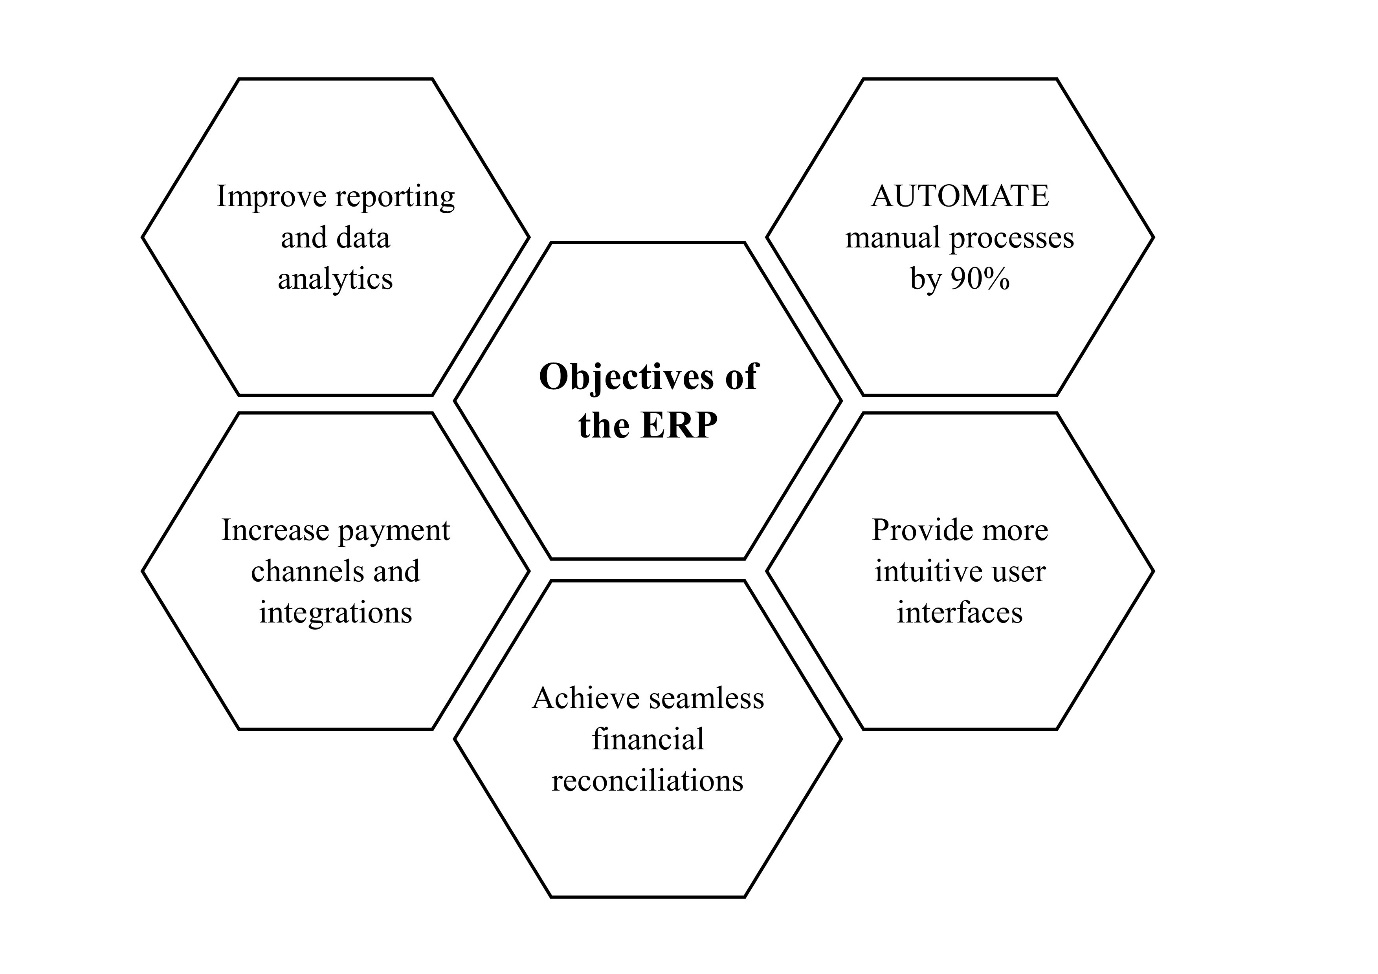 Improve reporting
and data
analytics
AUTOMATE
manual processes
by 90%
Objectives of
the ERP
Increase payment
channels and
integrations
Provide more
intuitive user
interfaces
Achieve seamless
financial
reconciliations